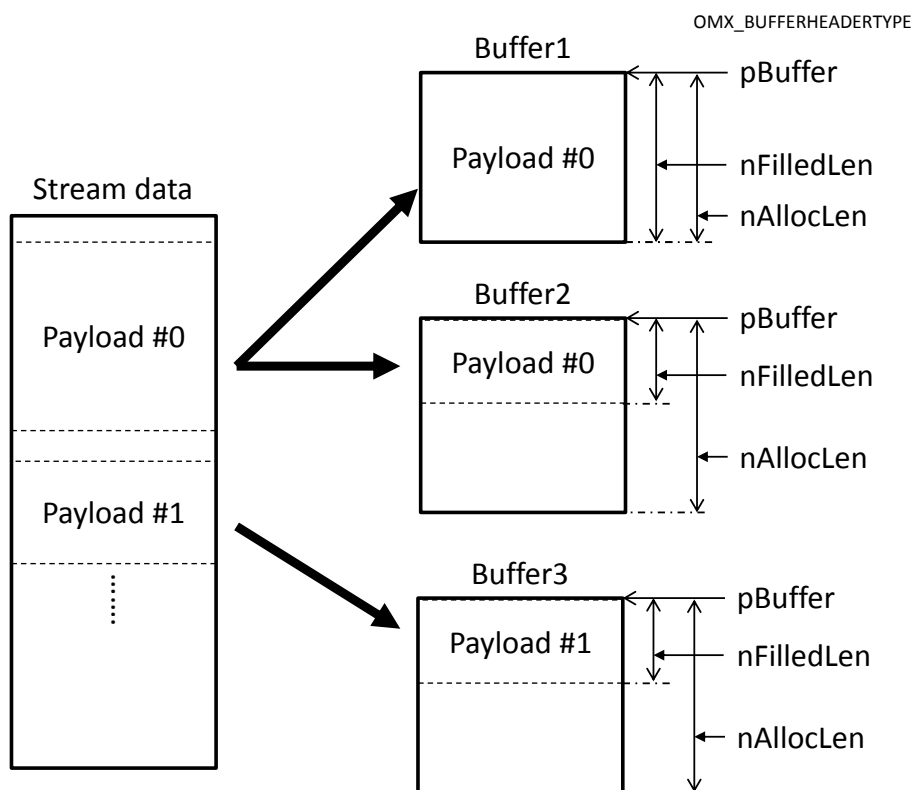 OMX_BUFFERHEADERTYPE
Buffer1
pBuffer
Payload #0
nFilledLen
nAllocLen
Stream data
Payload #0
Payload #1
Buffer2
pBuffer
Payload #0
nFilledLen
nAllocLen
Buffer3
pBuffer
Payload #1
nFilledLen
nAllocLen